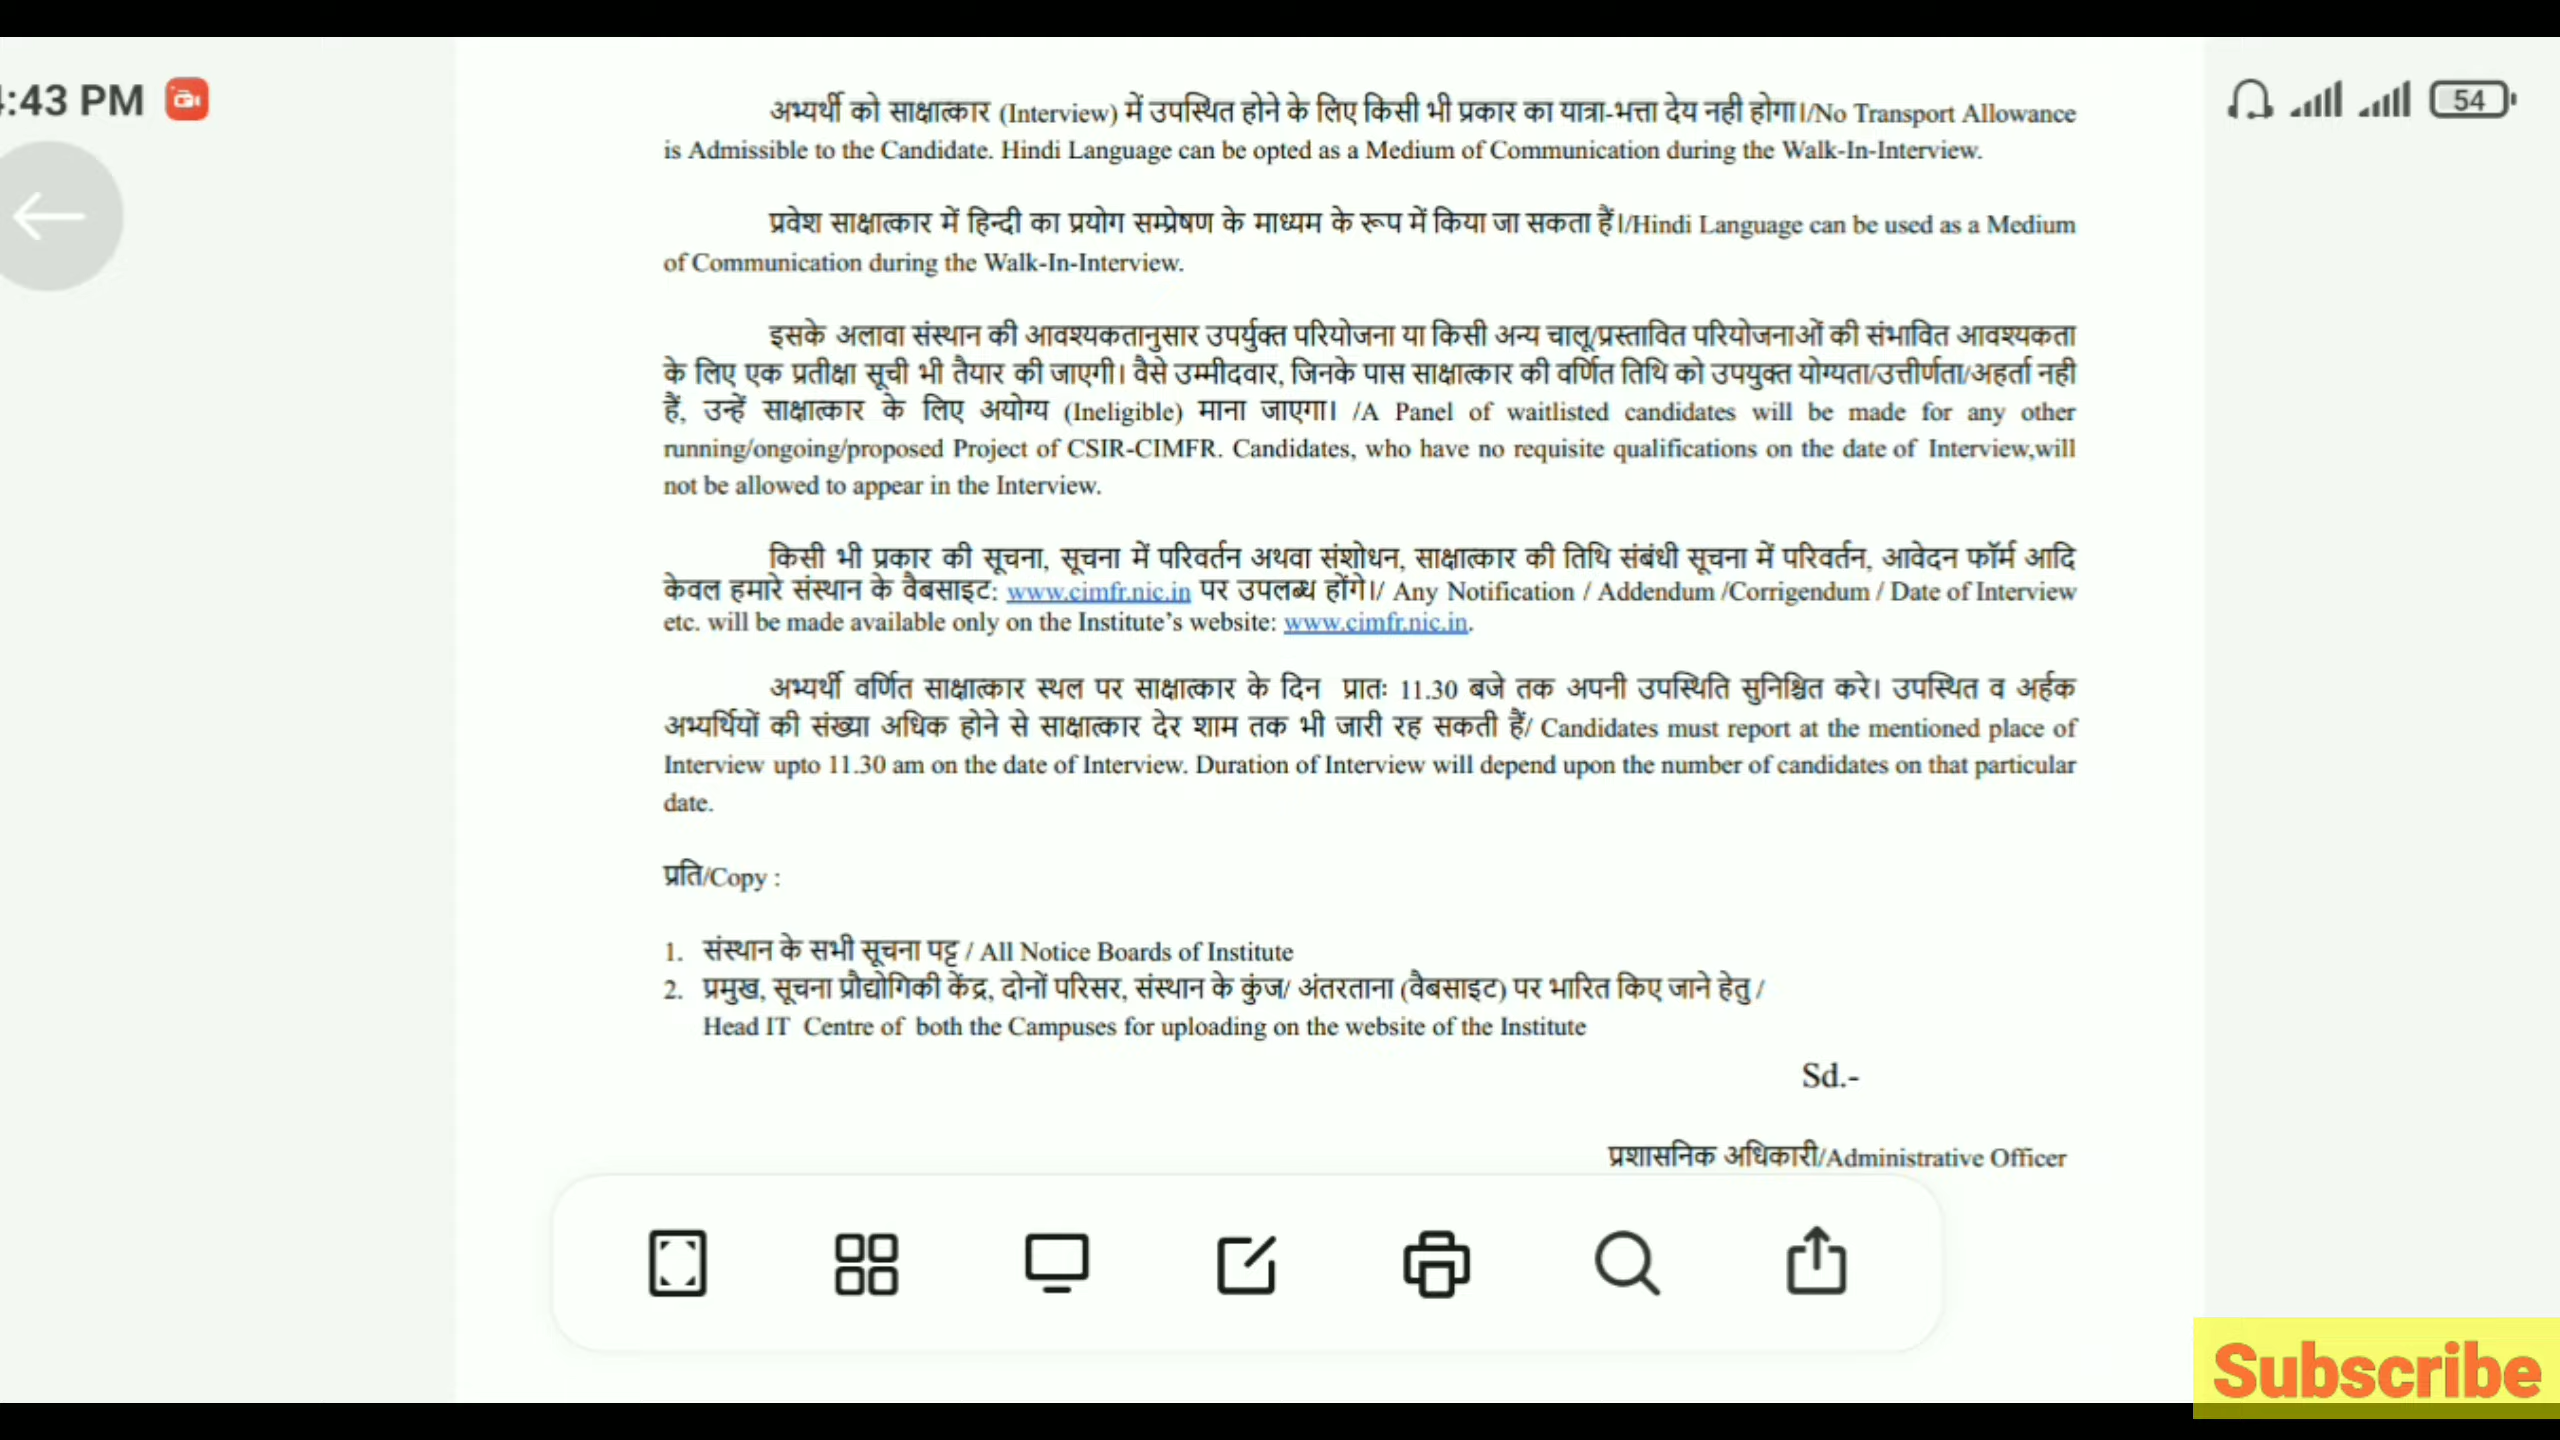 :43 PM
54
अभ्यर्थी को साक्षात्कार (Interview) में उपस्थित होने के लिए किसी भी प्रकार का यात्रा-भत्ता देय नही होगा।/No Transport Allowance
is Admissible to the Candidate. Hindi Language can be opted as a Medium of Communication during the Walk-In-Interview.
प्रवेश साक्षात्कार में हिन्दी का प्रयोग सम्प्रेषण के माध्यम के रूप में किया जा सकता हैं।/Hindi Language can be used as a Medium
of Communication during the Walk-In-Interview.
इसके अलावा संस्थान की आवश्यकतानुसार उपर्युक्त परियोजना या किसी अन्य चालू/प्रस्तावित परियोजनाओं की संभावित आवश्यकता
के लिए एक प्रतीक्षा सूची भी तैयार की जाएगी। वैसे उम्मीदवार, जिनके पास साक्षात्कार की वर्णित तिथि को उपयुक्त योग्यता/उत्तीर्णता/अहर्ता नही
हैं, उन्हें साक्षात्कार के लिए अयोग्य (Ineligible) माना जाएगा। /A Panel of waitlisted candidates will be made for any other
running/ongoing/proposed Project of CSIR-CIMFR. Candidates, who have no requisite qualifications on the date of Interview,will
not be allowed to appear in the Interview.
किसी भी प्रकार की सूचना, सूचना में परिवर्तन अथवा संशोधन, साक्षात्कार की तिथि संबंधी सूचना में परिवर्तन, आवेदन फॉर्म आदि
केवल हमारे संस्थान के वैबसाइट: www.cimfr.nic.in पर उपलब्ध होंगे।/ Any Notification / Addendum /Corrigendum / Date of Interview
etc. will be made available only on the Institute’s website: www.cimfr.nic.in.
अभ्यर्थी वर्णित साक्षात्कार स्थल पर साक्षात्कार के दिन प्रातः 11.30 बजे तक अपनी उपस्थिति सुनिश्चित करे। उपस्थित व अर्हक
अभ्यर्थियों की संख्या अधिक होने से साक्षात्कार देर शाम तक भी जारी रह सकती हैं/ Candidates must report at the mentioned place of
Interview upto 11.30 am on the date of Interview. Duration of Interview will depend upon the number of candidates on that particular
date.
प्रति/Copy :
1. संस्थान के सभी सूचना पट्ट / All Notice Boards of Institute
2. प्रमुख, सूचना प्रौद्योगिकी केंद्र, दोनों परिसर, संस्थान के कुंज/ अंतरताना (वैबसाइट) पर भारित किए जाने हेतु /
Head IT Centre of both the Campuses for uploading on the website of the Institute
Sd.-
प्रशासनिक अधिकारी/Administrative Officer
Subscribe